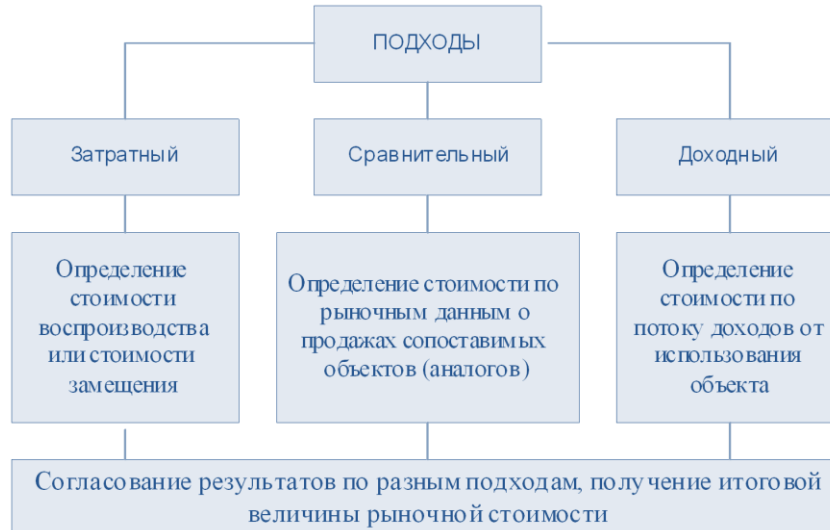 ПОДХОДЫ
Затратный
Сравнительный
Доходный
Определение
стоимости
воспроизводства
или стоимости
замещения
Определение стоимости по
рыночным данным о
продажах сопоставимых
объектов (аналогов)
Определение
стоимости по
потоку доходов от
использования
объекта
Согласование результатов по разным подходам, получение итоговой
величины рыночной стоимости